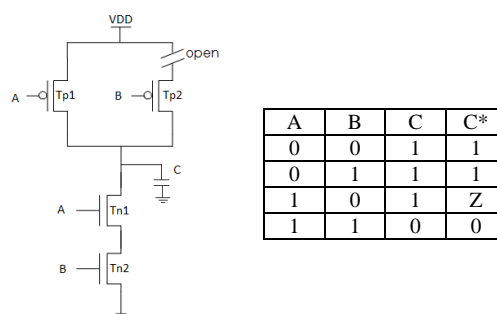 VDD
open
A Tp1 B Tp2
C
A Tn1
B Tn2
A B C C*
0 0 1 1
0 1 1 1
1 0 1 Z
1 1 0 0